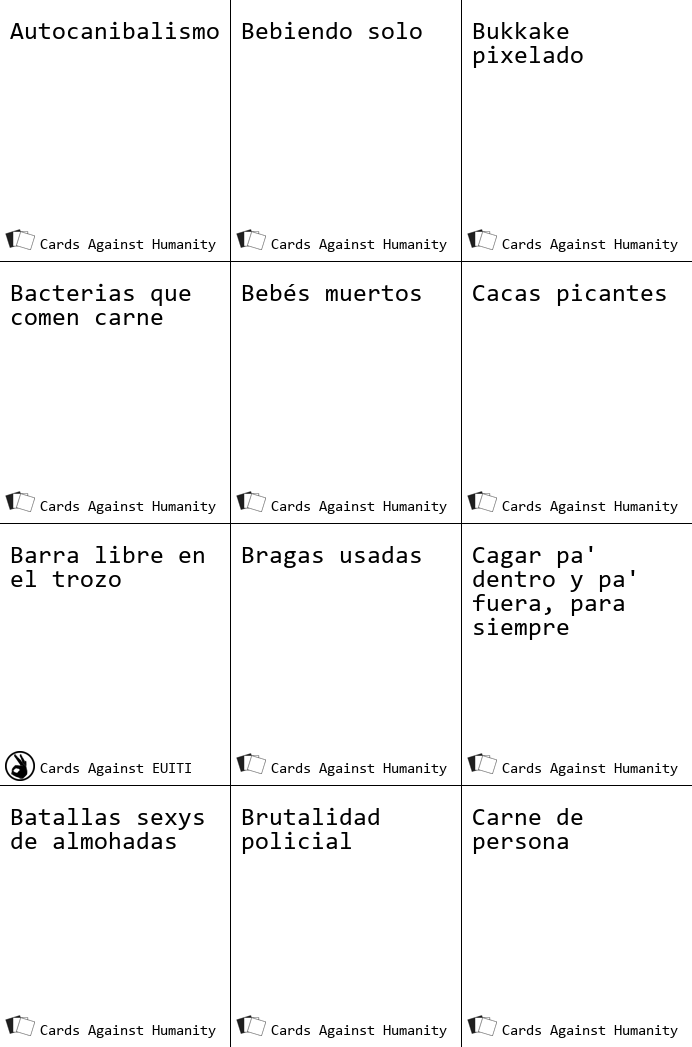 Autocanibalismo
Cards Against Humanity
Bebiendo solo
Cards Against Humanity
Bukkake
pixelado
Cards Against Humanity
Bacterias que
comen carne
Cards Against Humanity
Bebés muertos
Cards Against Humanity
Cacas picantes
Cards Against Humanity
Barra libre en
el trozo
Cards Against EUITI
Bragas usadas
Cards Against Humanity
Cagar pa'
dentro y pa'
fuera, para
siempre
Cards Against Humanity
Batallas sexys
de almohadas
Cards Against Humanity
Brutalidad
policial
Cards Against Humanity
Carne de
persona
Cards Against Humanity